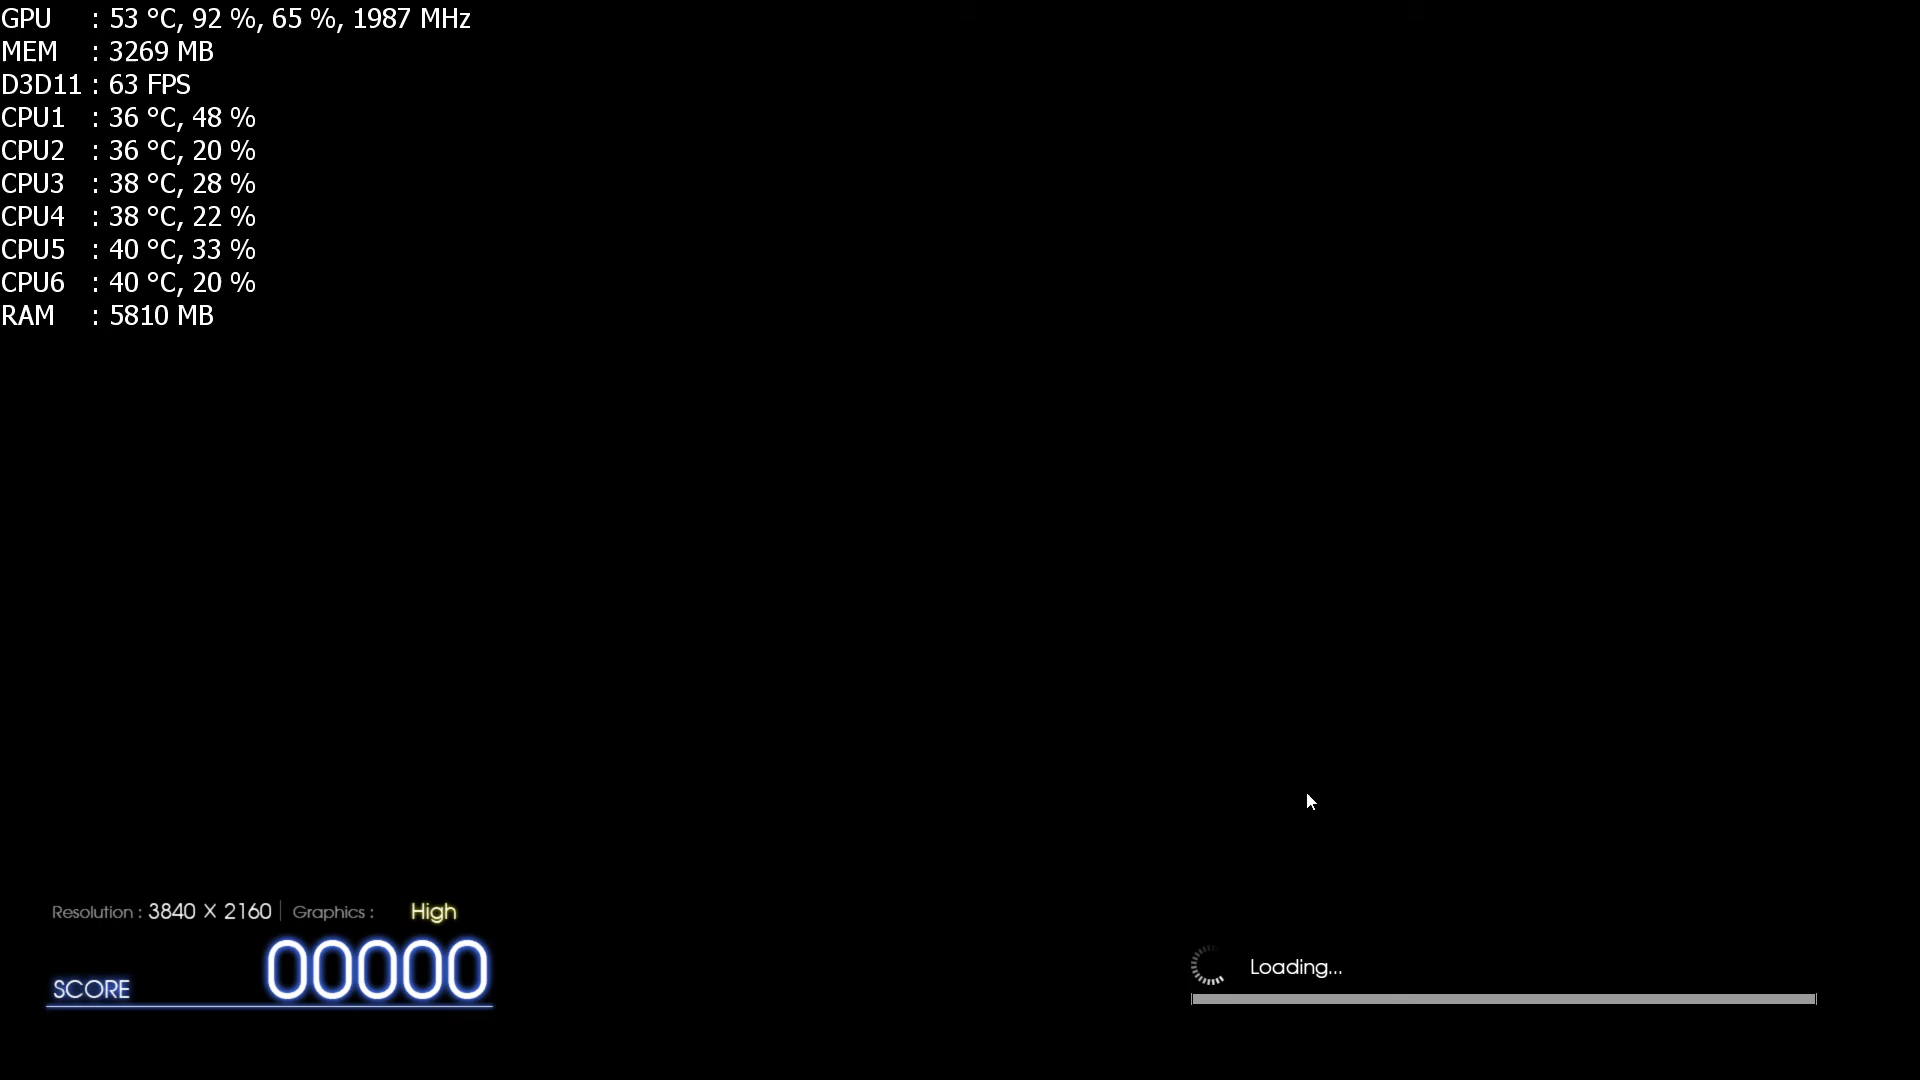 GPU : 53 °C, 92 %, 65 %, 1987 MHz
MEM : 3269 MB
D3D11 : 63 FPS
CPU1 : 36 °C, 48 %
CPU2 : 36 °C, 20 %
CPU3 : 38 °C, 28 %
CPU4 : 38 °C, 22 %
CPU5 : 40 °C, 33 %
CPU6 : 40 °C, 20 %
RAM : 5810 MB
Resolution : 3840 X 2160 | Graphics : High
SCORE 00000
Loading...